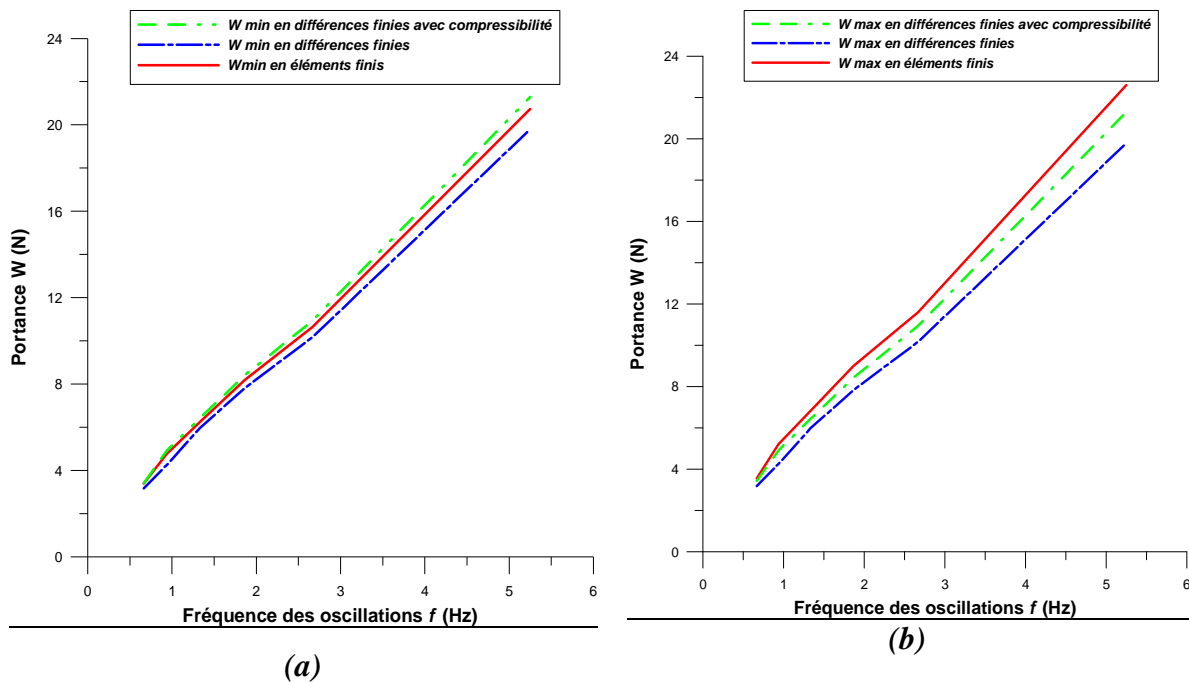 W min en différences finies avec compressibilité
W min en différences finies
Wmin en éléments finis
24
20
16
12
8
4
0
Portance W (N)
0 1 2 3 4 5 6
Fréquence des oscillations f (Hz)
(a)
W max en différences finies avec compressibilité
W max en différences finies
W max en éléments finis
24
20
16
12
8
4
0
Portance W (N)
0 1 2 3 4 5 6
Fréquence des oscillations f (Hz)
(b)